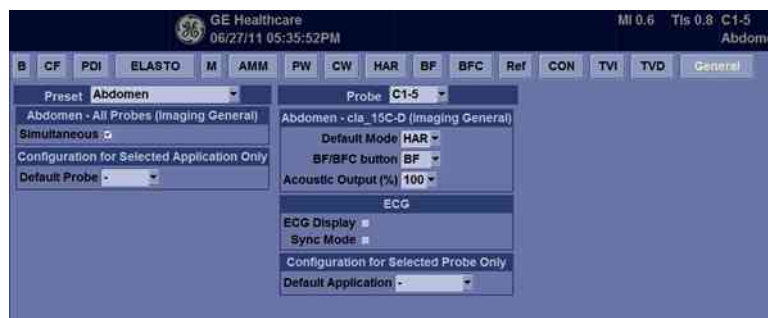 GE Healthcare
06/27/11 05:35:52PM
MI 0.6 TIs 0.8 C1-5
Abdom
B CF PDI ELASTO M AMM PW CW HAR BF BFC Ref CON TVI TVD General
Preset Abdomen
Probe C1-5
Abdomen - All Probes (Imaging General)
Simultaneous
Configuration for Selected Application Only
Default Probe -
Abdomen - cla_15C-D (Imaging General)
Default Mode HAR
BF/BFC button BF
Acoustic Output (%) 100
ECG
ECG Display
Sync Mode
Configuration for Selected Probe Only
Default Application -